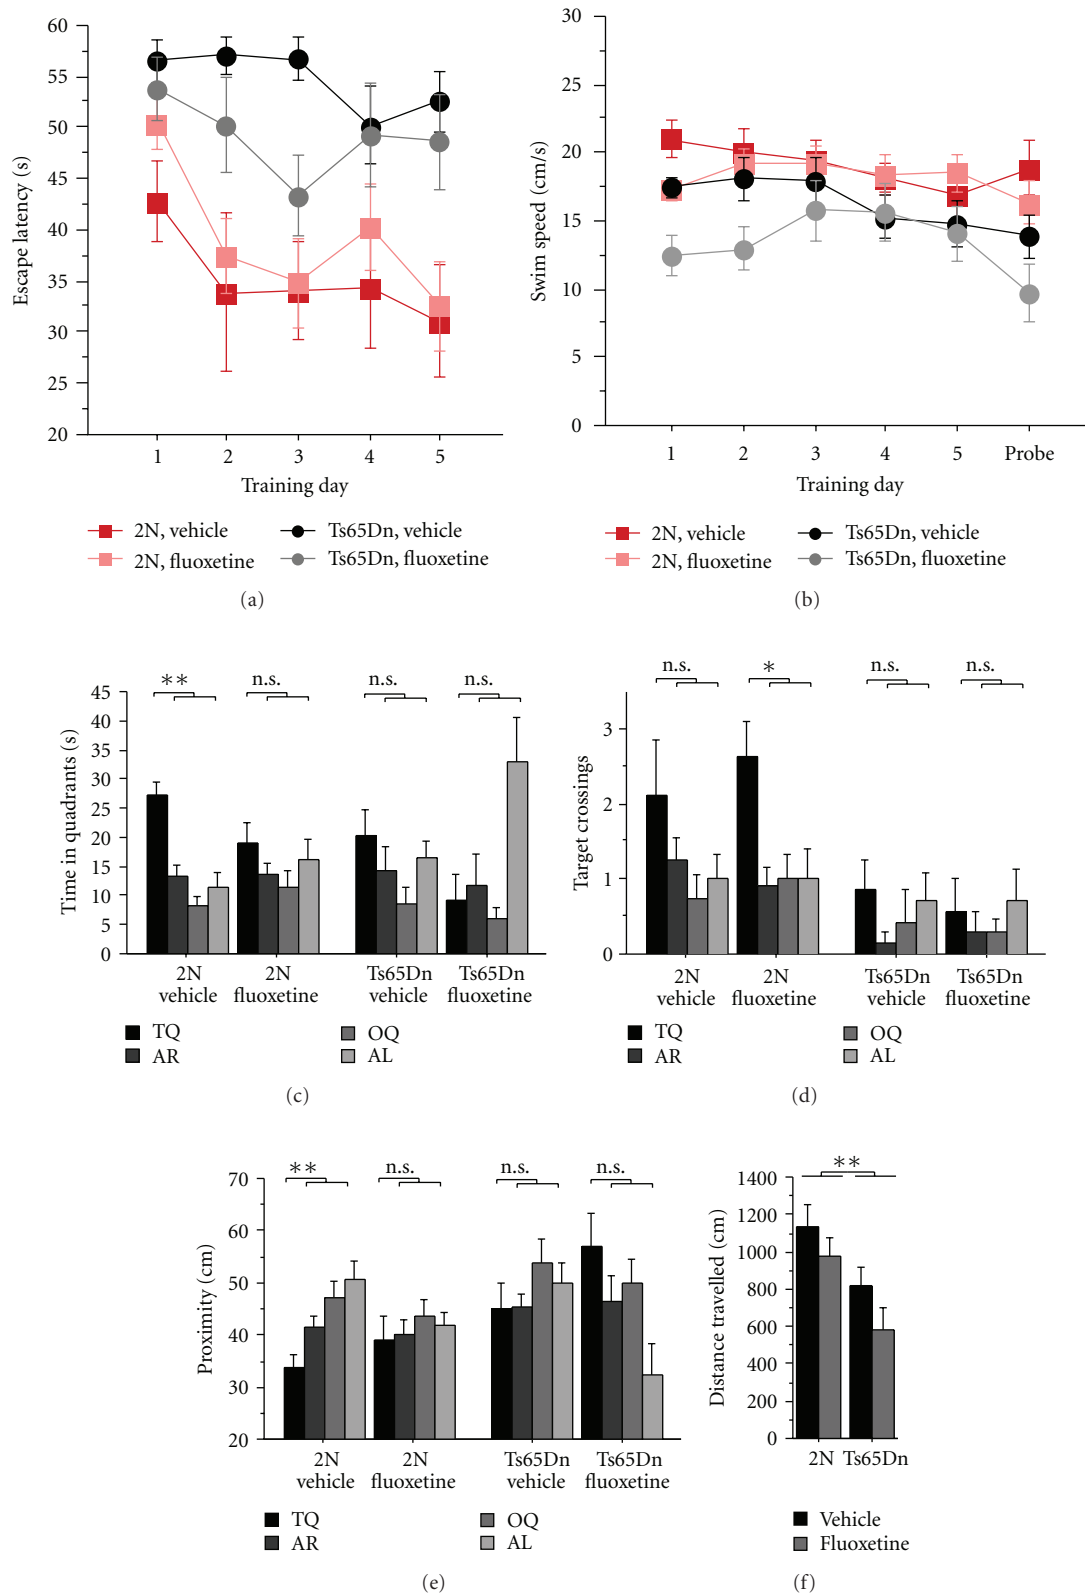 60
55
50
45
40
35
30
25
20
Escape latency (s)
1 2 3 4 5
Training day
2N, vehicle
Ts65Dn, vehicle
2N, fluoxetine
Ts65Dn, fluoxetine
(a)
30
25
20
15
10
5
0
Swim speed (cm/s)
1 2 3 4 5 Probe
Training day
2N, vehicle
Ts65Dn, vehicle
2N, fluoxetine
Ts65Dn, fluoxetine
(b)
** n.s. n.s. n.s.
45
40
35
30
25
20
15
10
5
0
Time in quadrants (s)
2N vehicle
2N fluoxetine
Ts65Dn vehicle
Ts65Dn fluoxetine
TQ
OQ
AR
AL
(c)
n.s. * n.s. n.s.
3
2
1
0
Target crossings
2N vehicle
2N fluoxetine
Ts65Dn vehicle
Ts65Dn fluoxetine
TQ
OQ
AR
AL
(d)
** n.s. n.s. n.s.
70
60
50
40
30
20
Proximity (cm)
2N vehicle
2N fluoxetine
Ts65Dn vehicle
Ts65Dn fluoxetine
TQ
OQ
AR
AL
(e)
**
1400
1200
1000
800
600
400
200
0
Distance travelled (cm)
2N Ts65Dn
Vehicle
Fluoxetine
(f)